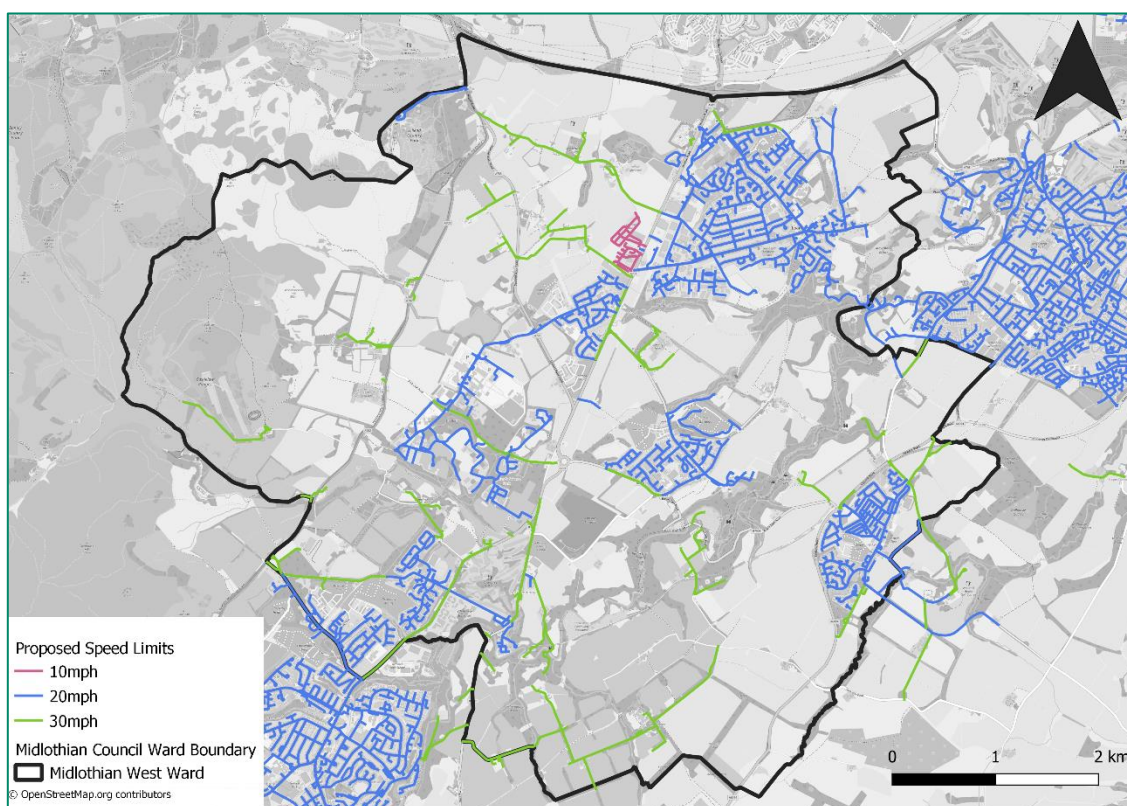 Proposed Speed Limits
10mph
20mph
30mph
Midlothian Council Ward Boundary
Midlothian West Ward
© OpenStreetMap.org contributors
0 1 2 km